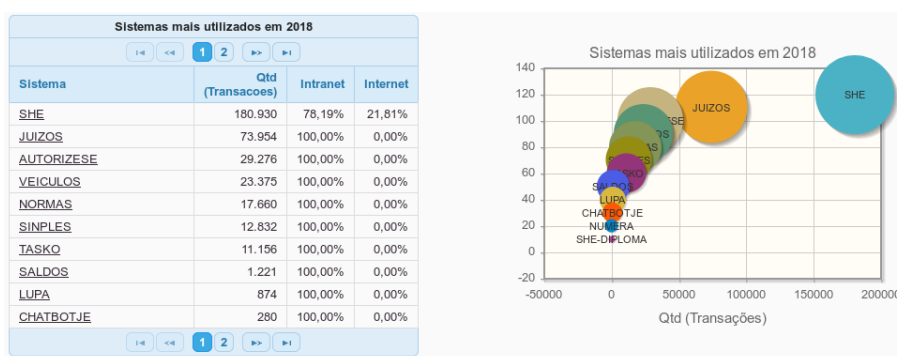 Sistemas mais utilizados em 2018
1 2
Sistema Qtd (Transacoes) Intranet Internet
SHE 180.930 78,19% 21,81%
JUIZOS 73.954 100,00% 0,00%
AUTORIZESE 29.276 100,00% 0,00%
VEICULOS 23.375 100,00% 0,00%
NORMAS 17.660 100,00% 0,00%
SINPLES 12.832 100,00% 0,00%
TASKO 11.156 100,00% 0,00%
SALDOS 1.221 100,00% 0,00%
LUPA 874 100,00% 0,00%
CHATBOTJE 280 100,00% 0,00%
1 2
Sistemas mais utilizados em 2018
140
120
100
80
60
40
20
0
-20
SHE
JUIZOS
SALDOS
LUPA
CHATBOTJE
NUMERA
SHE-DIPLOMA
-50000 0 50000 100000 150000
Qtd (Transações)